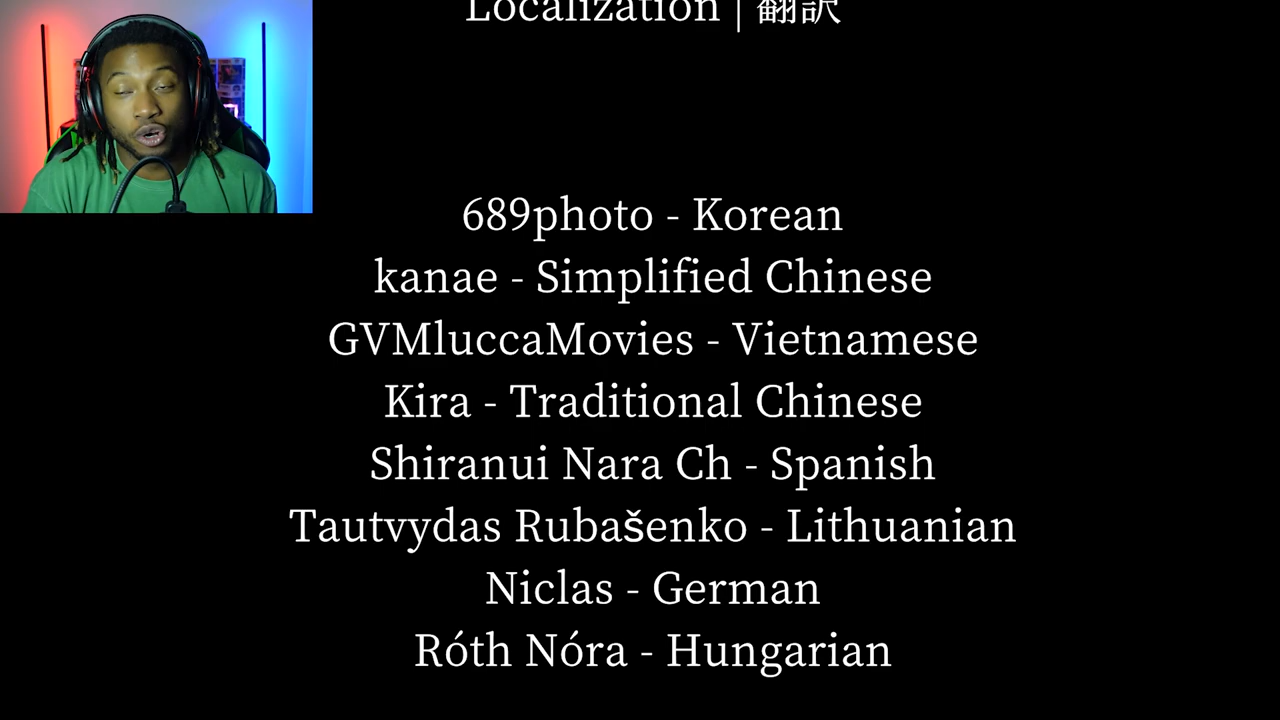 Localization | 翻訳
689photo - Korean
kanae - Simplified Chinese
GVMluccaMovies - Vietnamese
Kira - Traditional Chinese
Shiranui Nara Ch - Spanish
Tautvydas Rubašenko - Lithuanian
Niclas - German
Róth Nóra - Hungarian